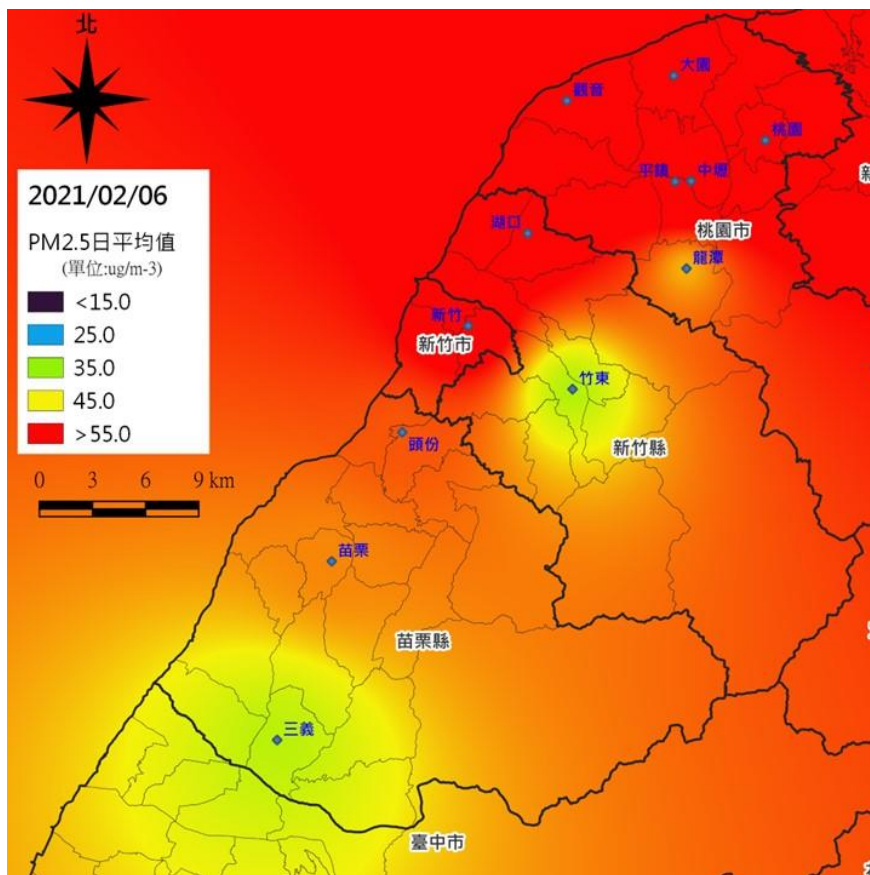 北
2021/02/06
PM2.5日平均值
(單位:ug/m-3)
<15.0
25.0
35.0
45.0
>55.0
0 3 6 9 km
大園
觀音
桃園
平鎮 中壢
新
湖口
桃園市
龍潭
新竹
新竹市
竹東
頭份
新竹縣
苗栗
苗栗縣
三義
臺中市